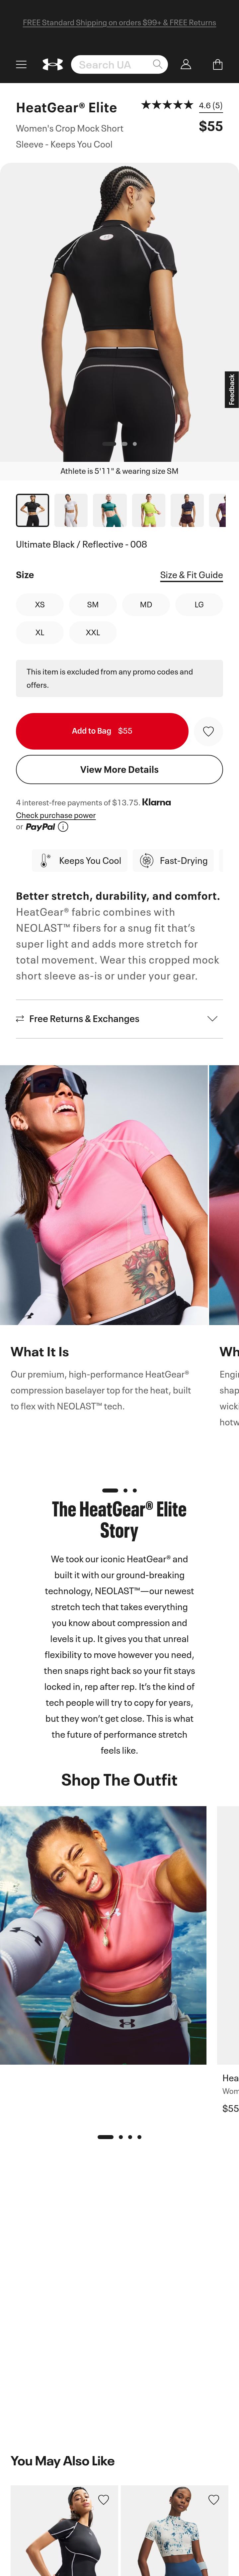 FREE Standard Shipping on orders $99+ & FREE Returns
Search UA
HeatGear® Elite
4.6 (5)
Women's Crop Mock Short
Sleeve - Keeps You Cool
$55
Feedback
Athlete is 5'11" & wearing size SM
Ultimate Black / Reflective - 008
Size
Size & Fit Guide
XS
SM
MD
LG
XL
XXL
This item is excluded from any promo codes and
offers.
Add to Bag $55
View More Details
4 interest-free payments of $13.75. Klarna
Check purchase power
or PayPal
Keeps You Cool
Fast-Drying
Better stretch, durability, and comfort.
HeatGear® fabric combines with
NEOLAST™ fibers for a snug fit that's
super light and adds more stretch for
total movement. Wear this cropped mock
short sleeve as-is or under your gear.
Free Returns & Exchanges
What It Is
Wh
Our premium, high-performance HeatGear®
compression baselayer top for the heat, built
to flex with NEOLAST™ tech.
Engi
shap
wick
hotw
The HeatGear® Elite
Story
We took our iconic HeatGear® and
built it with our ground-breaking
technology, NEOLAST™—our newest
stretch tech that takes everything
you know about compression and
levels it up. It gives you that unreal
flexibility to move however you need,
then snaps right back so your fit stays
locked in, rep after rep. It's the kind of
tech people will try to copy for years,
but they won't get close. This is what
the future of performance stretch
feels like.
Shop The Outfit
Hea
Wom
$55
You May Also Like